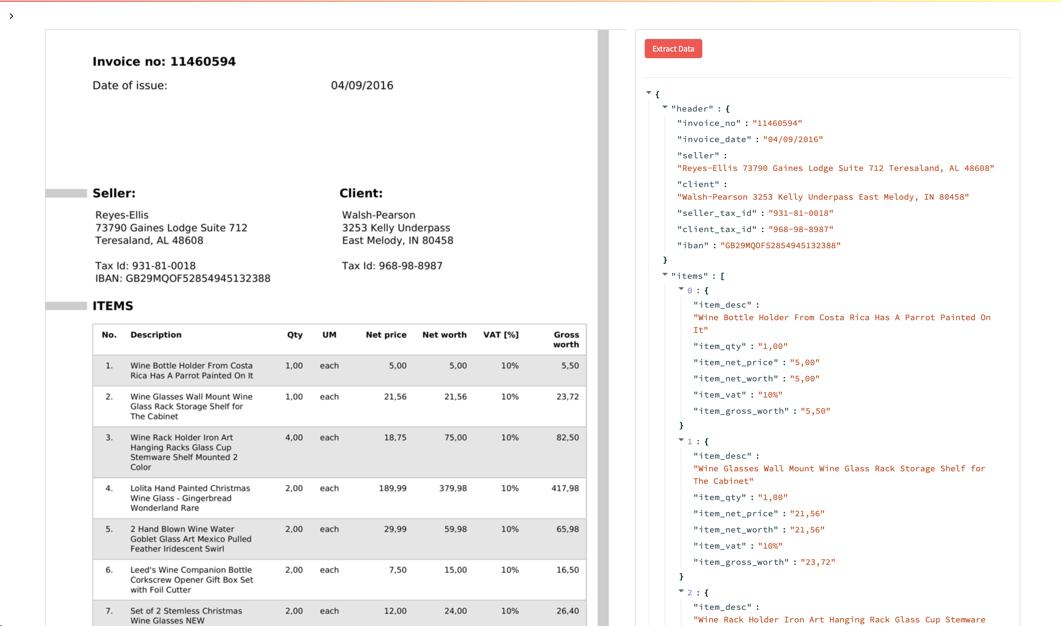 Invoice no: 11460594
Date of issue: 04/09/2016
Seller: Client:
Reyes-Ellis Walsh-Pearson
73790 Gaines Lodge Suite 712 3253 Kelly Underpass
Teresaland, AL 48608 East Melody, IN 80458
Tax Id: 931-81-0018 Tax Id: 968-98-8987
IBAN: GB29MQOF52854945132388
ITEMS
No. Description Qty UM Net price Net worth VAT [%] Gross
worth
1. Wine Bottle Holder From Costa 1,00 each 5,00 5,00 10% 5,50
Rica Has A Parrot Painted On It
2. Wine Glasses Wall Mount Wine 1,00 each 21,56 21,56 10% 23,72
Glass Rack Storage Shelf for
The Cabinet
3. Wine Rack Holder Iron Art 4,00 each 18,75 75,00 10% 82,50
Hanging Racks Glass Cup
Stemware Shelf Mounted 2
Color
4. Lolita Hand Painted Christmas 2,00 each 189,99 379,98 10% 417,98
Wine Glass - Gingerbread
Wonderland Rare
5. 2 Hand Blown Wine Water 2,00 each 29,99 59,98 10% 65,98
Goblet Glass Art Mexico Pulled
Feather Iridescent Swirl
6. Leed's Wine Companion Bottle 2,00 each 7,50 15,00 10% 16,50
Corkscrew Opener Gift Box Set
with Foil Cutter
7. Set of 2 Stemless Christmas 2,00 each 12,00 24,00 10% 26,40
Wine Glasses NEW
Extract Data
{
"header" : {
"invoice_no" : "11460594"
"invoice_date" : "04/09/2016"
"seller" :
"Reyes-Ellis 73790 Gaines Lodge Suite 712 Teresaland, AL 48608"
"client" :
"Walsh-Pearson 3253 Kelly Underpass East Melody, IN 80458"
"seller_tax_id" : "931-81-0018"
"client_tax_id" : "968-98-8987"
"iban" : "GB29MQOF52854945132388"
}
"items" : [
0 : {
"item_desc" :
"Wine Bottle Holder From Costa Rica Has A Parrot Painted On
It"
"item_qty" : "1,00"
"item_net_price" : "5,00"
"item_net_worth" : "5,00"
"item_vat" : "10%"
"item_gross_worth" : "5,50"
}
1 : {
"item_desc" :
"Wine Glasses Wall Mount Wine Glass Rack Storage Shelf for
The Cabinet"
"item_qty" : "1,00"
"item_net_price" : "21,56"
"item_net_worth" : "21,56"
"item_vat" : "10%"
"item_gross_worth" : "23,72"
}
2 : {
"item_desc" :
"Wine Rack Holder Iron Art Hanging Rack Glass Cup Stemware